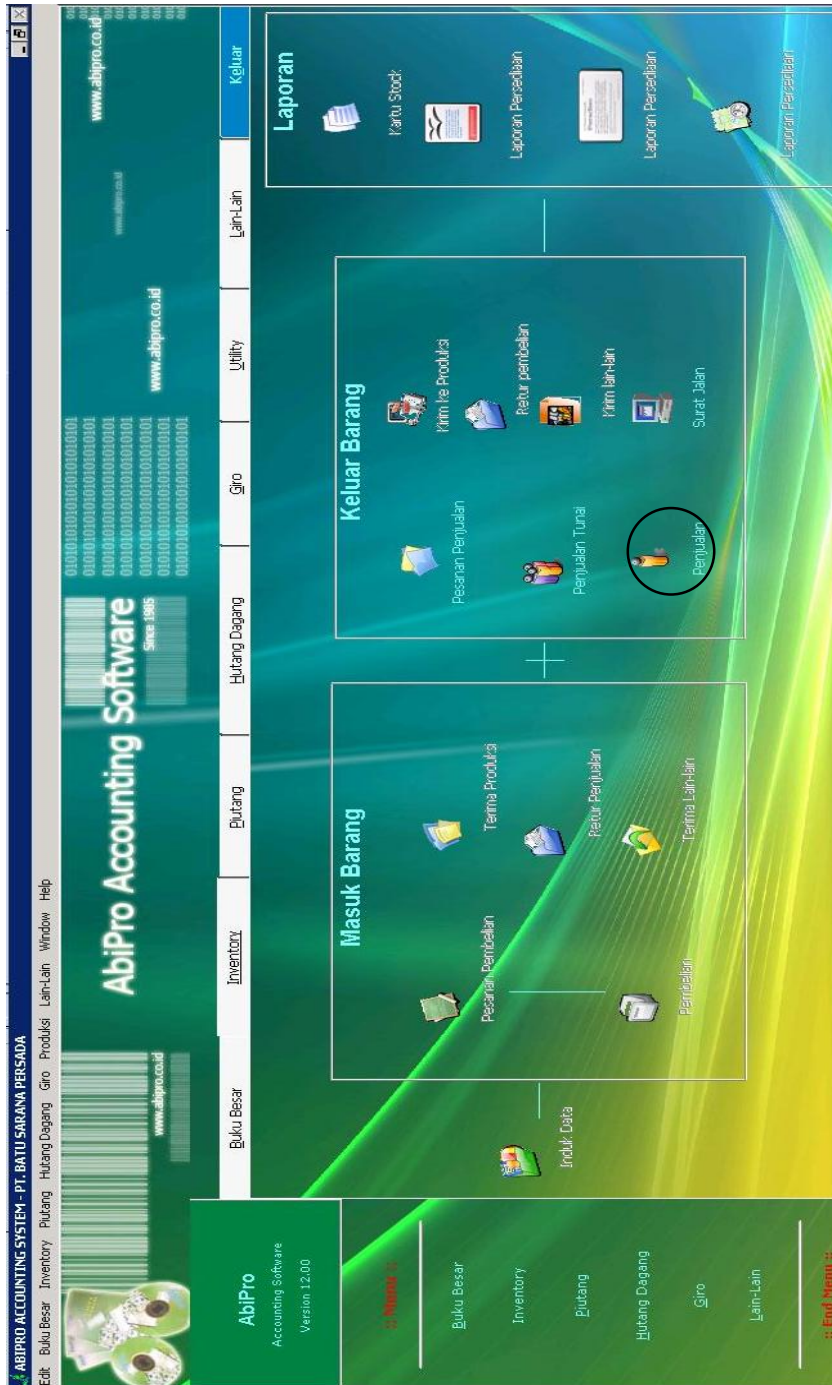 ABIPRO ACCOUNTING SYSTEM - PT. BATU SARANA PERSADA
Edit Buku Besar Inventory Piutang Hutang Dagang Giro Produksi Lain-Lain Window Help
www.abipro.co.id
AbiPro Accounting Software
Since 1985
010101010101010101010101
www.abipro.co.id
www.abipro.co.id
www.abipro.co.id
Buku Besar Inventory Piutang Hutang Dagang Giro Utility Lain-Lain Keluar
AbiPro
Accounting Software
Version 12.00
:: Menu ::
Buku Besar
Inventory
Piutang
Hutang Dagang
Giro
Lain-Lain
:: End Menu ::
Induk Data
Masuk Barang
Pesanan Pembelian
Terima Produksi
Retur Penjualan
Pembelian
Terima Lain-lain
Keluar Barang
Pesanan Penjualan
Kirim ke Produksi
Retur pembelian
Penjualan Tunai
Kirim lain-lain
Penjualan
Surat Jalan
Laporan
Kartu Stock
Laporan Persediaan
Laporan Persediaan
Laporan Persediaan